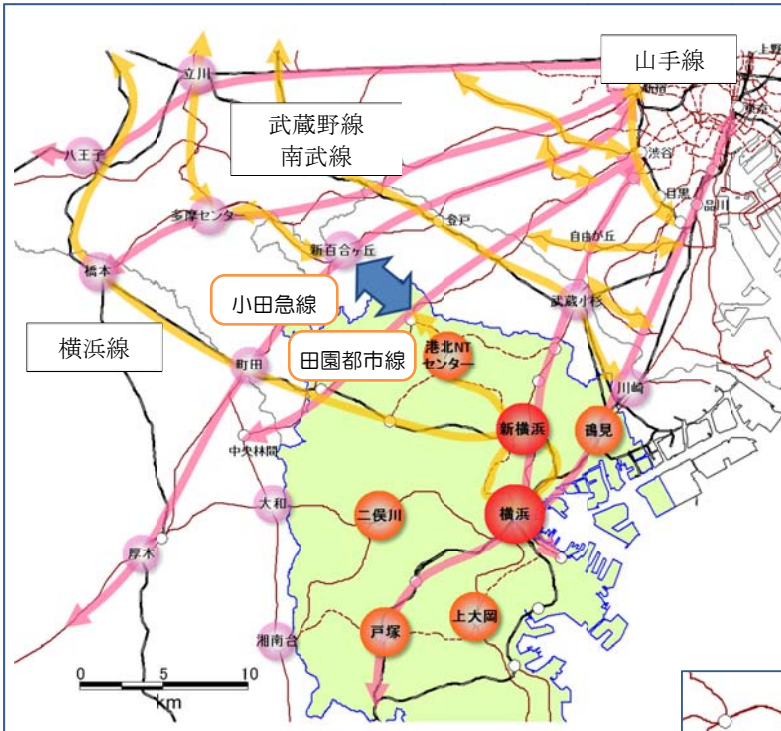 上野
山手線
立川
新宿
東京
武蔵野線
南武線
八王子
渋谷
目黒
品川
多摩センター
登戸
自由が丘
新百合ヶ丘
橋本
小田急線
武蔵小杉
横浜線
田園都市線
港北NT
センター
町田
川崎
新横浜
鶴見
中央林間
大和
二俣川
横浜
厚木
上大岡
戸塚
湘南台
0 5 10
km